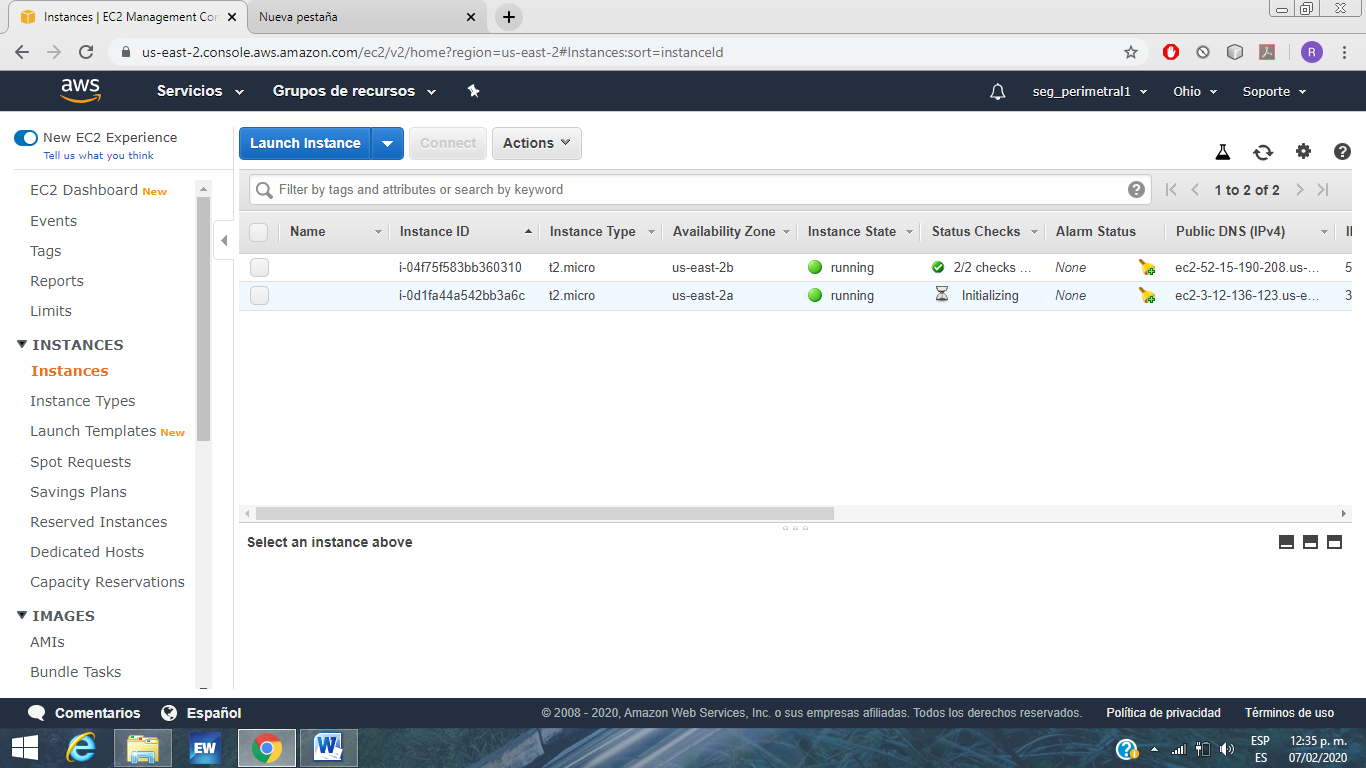 Instances | EC2 Management Con
Nueva pestaña
us-east-2.console.aws.amazon.com/ec2/v2/home?region=us-east-2#Instances:sort=instanceId
R
aws
Servicios
Grupos de recursos
seg_perimetral1
Ohio
Soporte
New EC2 Experience
Tell us what you think
EC2 Dashboard New
Events
Tags
Reports
Limits
INSTANCES
Instances
Instance Types
Launch Templates New
Spot Requests
Savings Plans
Reserved Instances
Dedicated Hosts
Capacity Reservations
IMAGES
AMIs
Bundle Tasks
Launch Instance
Connect
Actions
Filter by tags and attributes or search by keyword
1 to 2 of 2
Name Instance ID Instance Type Availability Zone Instance State Status Checks Alarm Status Public DNS (IPv4)
i-04f75f583bb360310 t2.micro us-east-2b running 2/2 checks ... None ec2-52-15-190-208.us-... 5
i-0d1fa44a542bb3a6c t2.micro us-east-2a running Initializing None ec2-3-12-136-123.us-e... 3
Select an instance above
Comentarios
Español
© 2008 - 2020, Amazon Web Services, Inc. o sus empresas afiliadas. Todos los derechos reservados.
Política de privacidad
Términos de uso
EW
W
ESP
ES
12:35 p. m.
07/02/2020